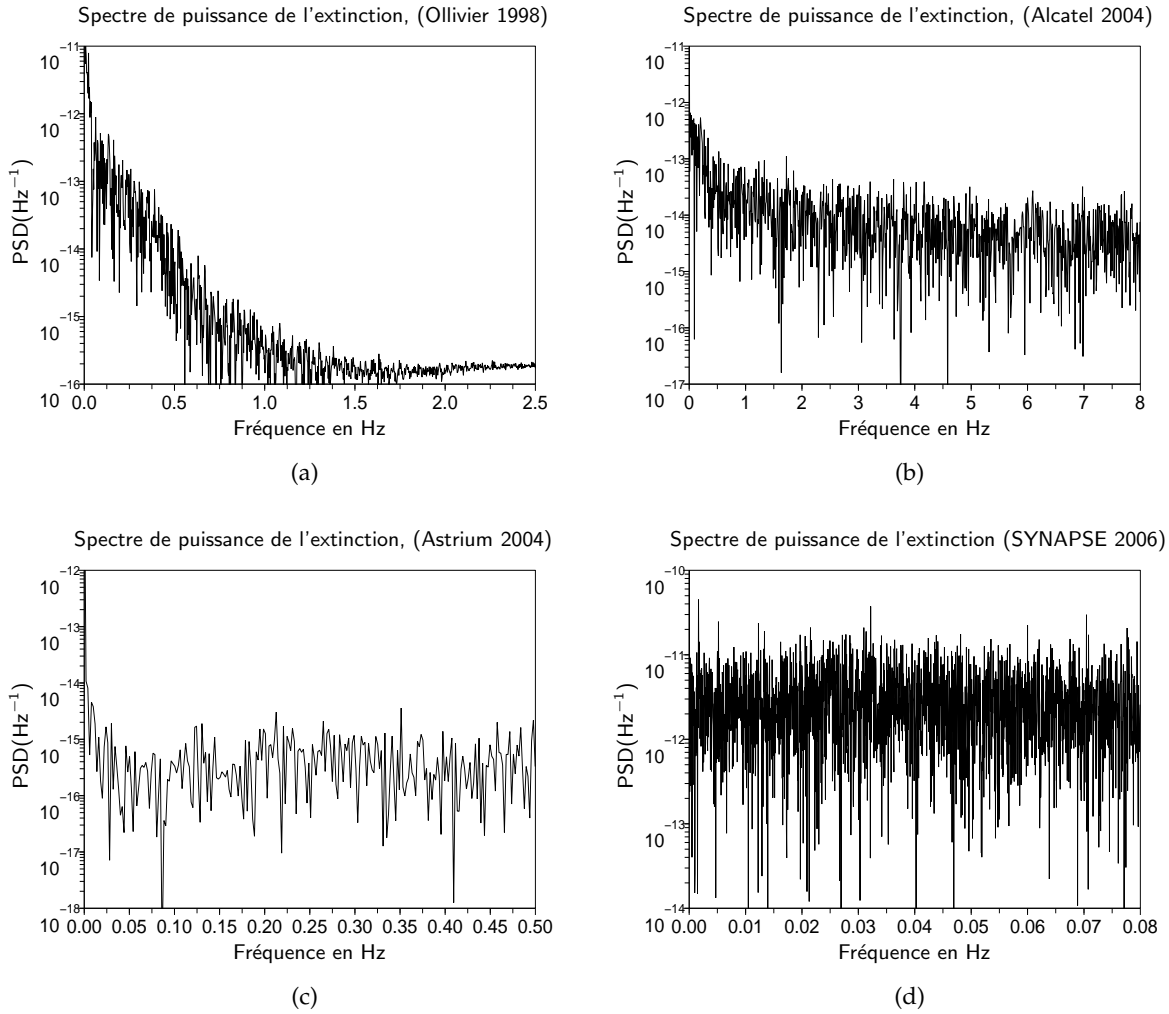 Spectre de puissance de l'extinction, (Ollivier 1998)
10^-11
10^-12
10^-13
10^-14
10^-15
10^-16
PSD(Hz^-1)
0.0 0.5 1.0 1.5 2.0 2.5
Fréquence en Hz
(a)
Spectre de puissance de l'extinction, (Alcatel 2004)
10^-11
10^-12
10^-13
10^-14
10^-15
10^-16
10^-17
PSD(Hz^-1)
0 1 2 3 4 5 6 7 8
Fréquence en Hz
(b)
Spectre de puissance de l'extinction, (Astrium 2004)
10^-12
10^-13
10^-14
10^-15
10^-16
10^-17
10^-18
PSD(Hz^-1)
0.00 0.05 0.10 0.15 0.20 0.25 0.30 0.35 0.40 0.45 0.50
Fréquence en Hz
(c)
Spectre de puissance de l'extinction (SYNAPSE 2006)
10^-10
10^-11
10^-12
10^-13
10^-14
PSD(Hz^-1)
0.00 0.01 0.02 0.03 0.04 0.05 0.06 0.07 0.08
Fréquence en Hz
(d)